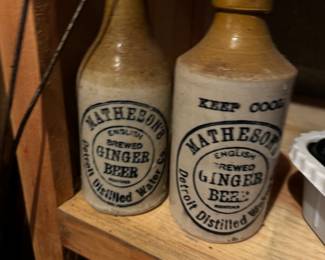 MATHESON'S
ENGLISH
BREWED
GINGER
BEER
Detroit Distilled Water Co.
KEEP COOL
MATHESON'S
ENGLISH
BREWED
GINGER
BEER
Detroit Distilled Water